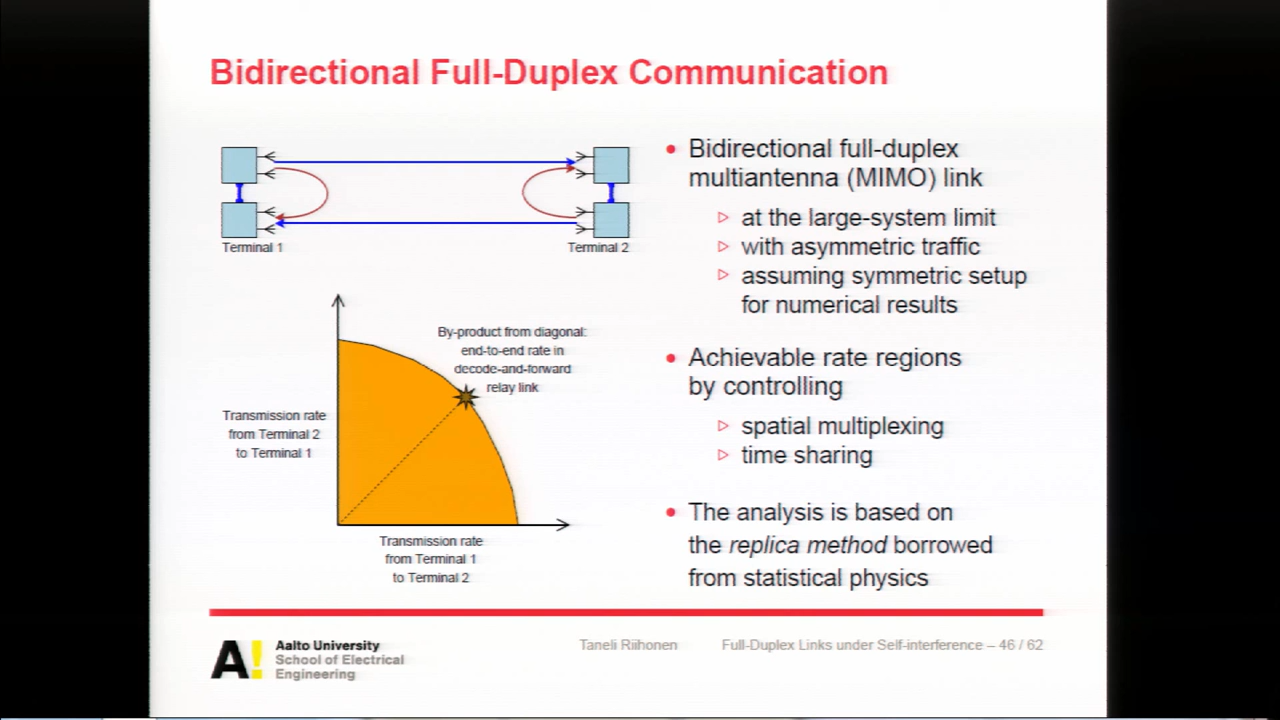 Bidirectional Full-Duplex Communication
Terminal 1
Terminal 2
By-product from diagonal:
end-to-end rate in
decode-and-forward
relay link
Transmission rate
from Terminal 2
to Terminal 1
Transmission rate
from Terminal 1
to Terminal 2
• Bidirectional full-duplex
multiantenna (MIMO) link
▷ at the large-system limit
▷ with asymmetric traffic
▷ assuming symmetric setup
for numerical results
• Achievable rate regions
by controlling
▷ spatial multiplexing
▷ time sharing
• The analysis is based on
the replica method borrowed
from statistical physics
A!
Aalto University
School of Electrical
Engineering
Taneli Riihonen
Full-Duplex Links under Self-interference – 46 / 62